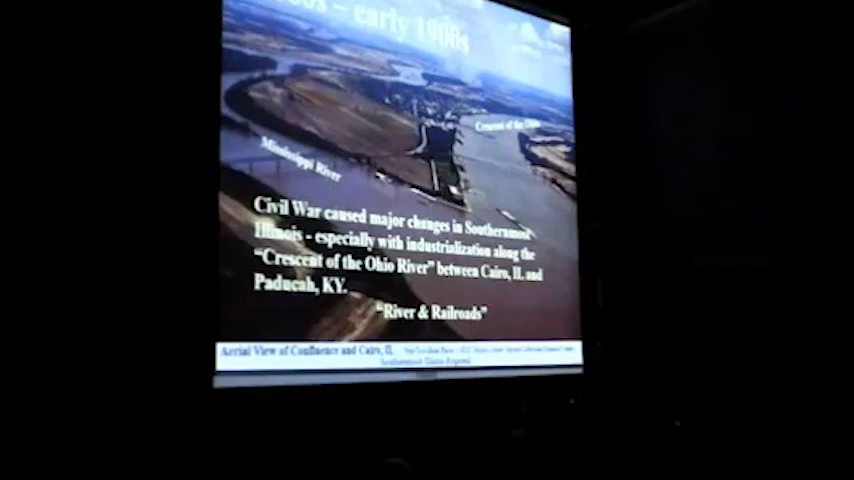 early 1900s
Crescent of the Ohio
Mississippi River
Civil War caused major changes in Southernmost
Illinois - especially with industrialization along the
“Crescent of the Ohio River” between Cairo, IL and
Paducah, KY.
“River & Railroads”
Aerial View of Confluence and Cairo, IL